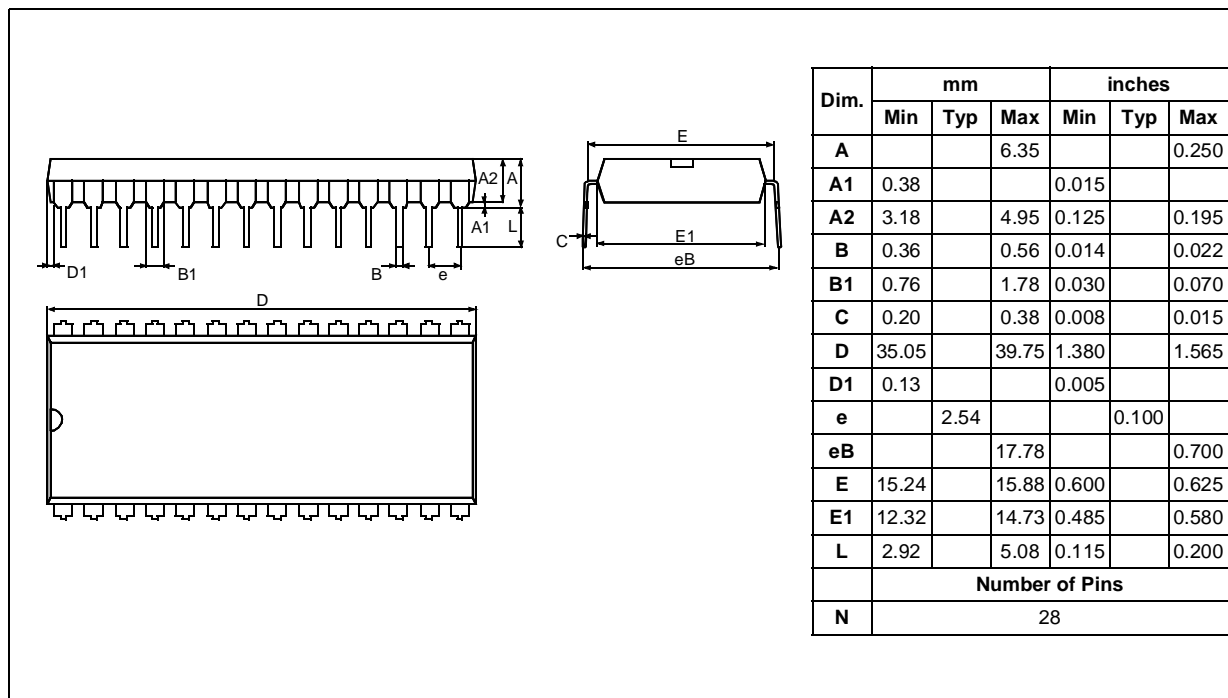 E
A2
A
A1
L
C
E1
eB
D1
B1
B
e
D
Dim. mm inches
Min Typ Max Min Typ Max
A 6.35 0.250
A1 0.38 0.015
A2 3.18 4.95 0.125 0.195
B 0.36 0.56 0.014 0.022
B1 0.76 1.78 0.030 0.070
C 0.20 0.38 0.008 0.015
D 35.05 39.75 1.380 1.565
D1 0.13 0.005
e 2.54 0.100
eB 17.78 0.700
E 15.24 15.88 0.600 0.625
E1 12.32 14.73 0.485 0.580
L 2.92 5.08 0.115 0.200
Number of Pins
N 28